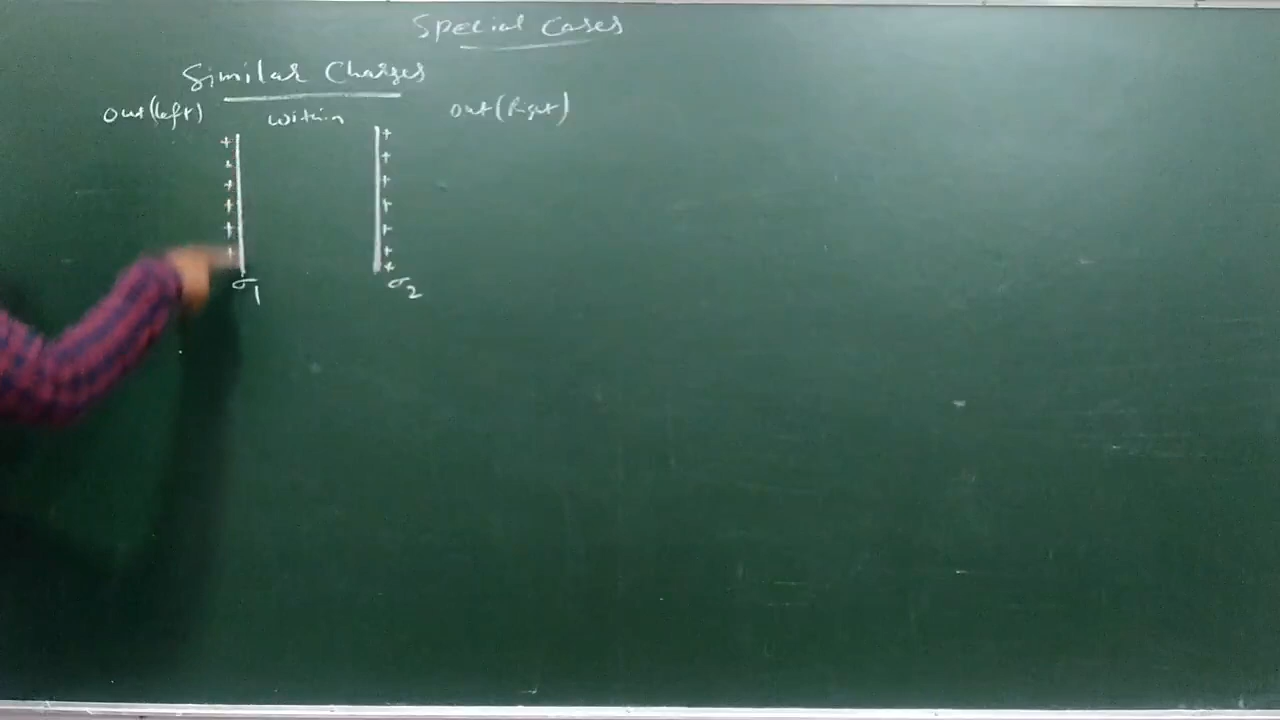 Special Cases
Similar Charges
Out(left) within Out(Right)
+ +
+ +
+ +
+ +
+ +
+ +
+
σ1 σ2